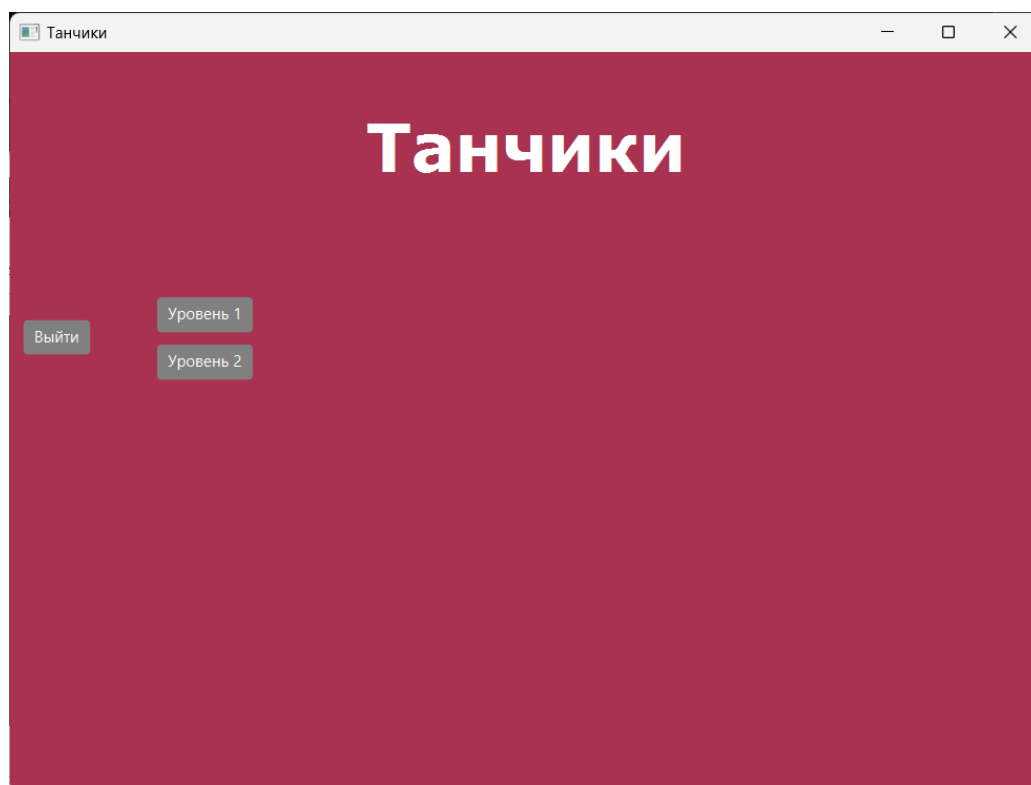 Танчики
Танчики
Уровень 1
Выйти
Уровень 2